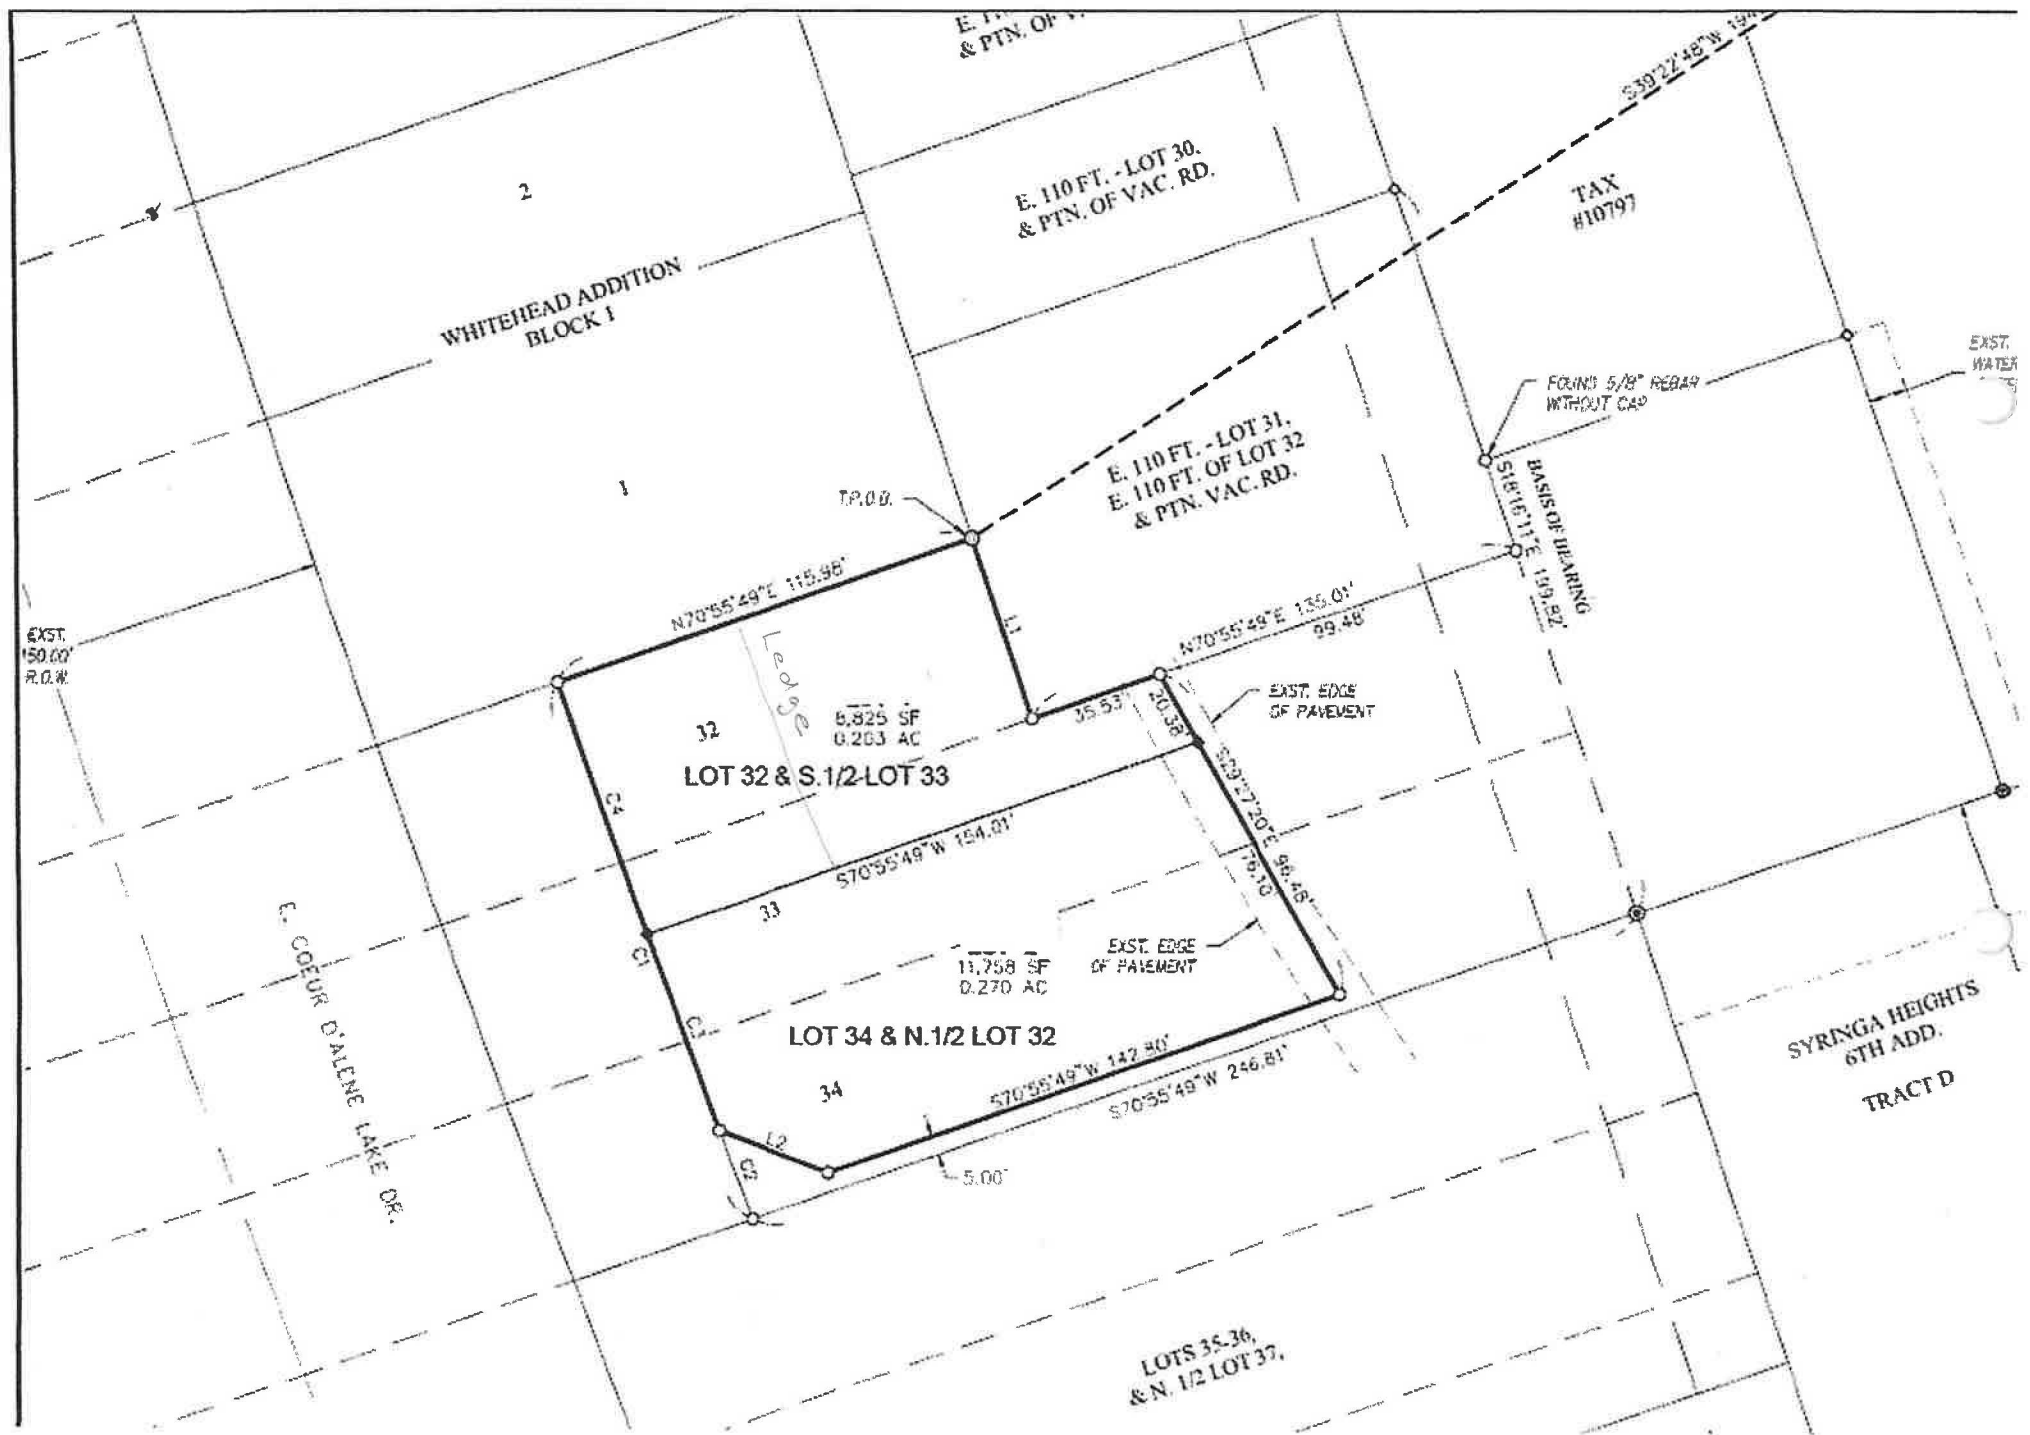 & PTN. OF V.
S39°22'48"W 194
E. 110 FT. - LOT 30,
& PTN. OF VAC. RD.
TAX
#10797
2
WHITEHEAD ADDITION
BLOCK 1
EXST.
WATER
FOUND 5/8" REBAR
WITHOUT CAP
E. 110 FT. - LOT 31,
E. 110 FT. OF LOT 32
& PTN. VAC. RD.
1
T.P.O.B.
BASIS OF BEARING
S18°16'11"E 199.82'
N70°55'49"E 115.98'
L1
N70°55'49"E 135.01'
99.48'
EXST.
150.00'
R.O.W.
Ledge
35.53'
20.38'
EXST. EDGE
OF PAVEMENT
32
8,825 SF
0.203 AC
LOT 32 & S.1/2-LOT 33
C4
S29°27'20"E 96.48'
76.10'
S70°55'49"W 154.01'
33
C1
E. COEUR D'ALENE LAKE DR.
EXST. EDGE
OF PAVEMENT
11,758 SF
0.270 AC
C3
LOT 34 & N.1/2 LOT 32
34
S70°55'49"W 142.80'
S70°55'49"W 246.81'
L2
C2
5.00'
SYRINGA HEIGHTS
6TH ADD.
TRACT D
LOTS 35-36,
& N. 1/2 LOT 37,